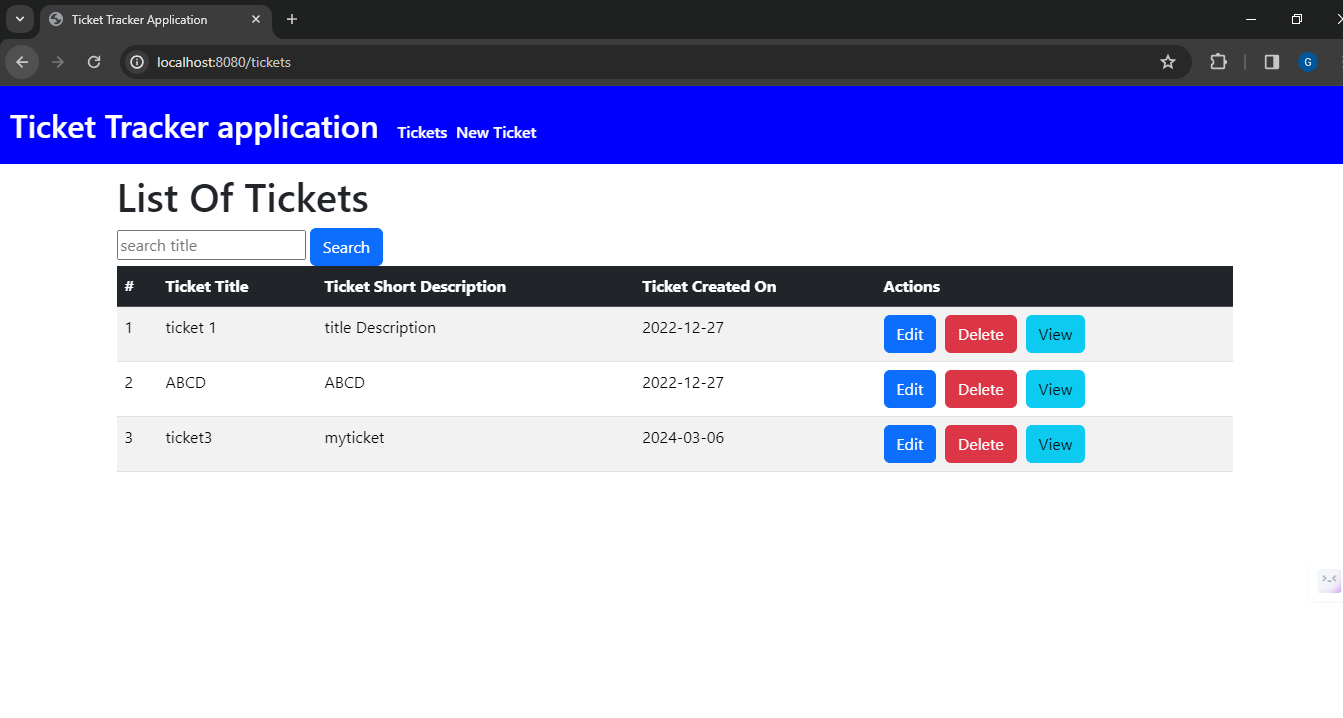 Ticket Tracker Application
localhost:8080/tickets
G
Ticket Tracker application Tickets New Ticket
List Of Tickets
search title Search
# Ticket Title Ticket Short Description Ticket Created On Actions
1 ticket 1 title Description 2022-12-27 Edit Delete View
2 ABCD ABCD 2022-12-27 Edit Delete View
3 ticket3 myticket 2024-03-06 Edit Delete View